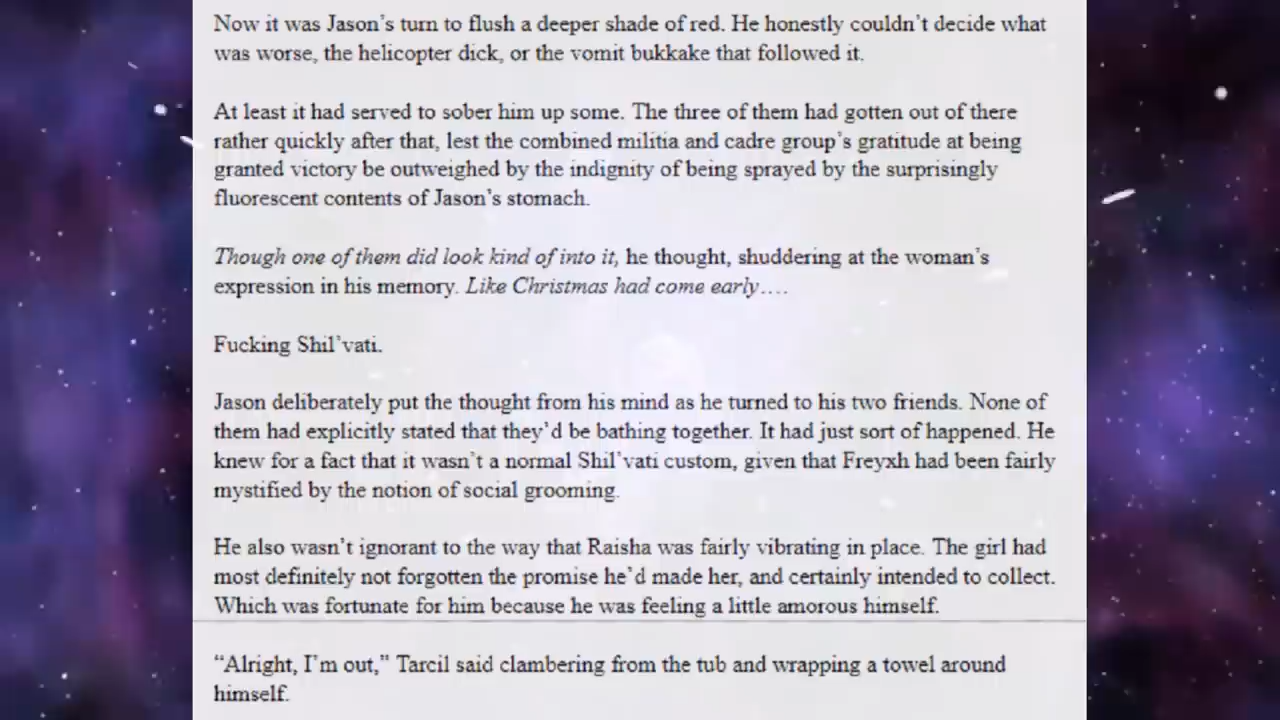 Now it was Jason's turn to flush a deeper shade of red. He honestly couldn't decide what
was worse, the helicopter dick, or the vomit bukkake that followed it.
At least it had served to sober him up some. The three of them had gotten out of there
rather quickly after that, lest the combined militia and cadre group's gratitude at being
granted victory be outweighed by the indignity of being sprayed by the surprisingly
fluorescent contents of Jason's stomach.
Though one of them did look kind of into it, he thought, shuddering at the woman's
expression in his memory. Like Christmas had come early….
Fucking Shil'vati.
Jason deliberately put the thought from his mind as he turned to his two friends. None of
them had explicitly stated that they'd be bathing together. It had just sort of happened. He
knew for a fact that it wasn't a normal Shil'vati custom, given that Freyxh had been fairly
mystified by the notion of social grooming.
He also wasn't ignorant to the way that Raisha was fairly vibrating in place. The girl had
most definitely not forgotten the promise he'd made her, and certainly intended to collect.
Which was fortunate for him because he was feeling a little amorous himself.
“Alright, I'm out,” Tarcil said clambering from the tub and wrapping a towel around
himself.